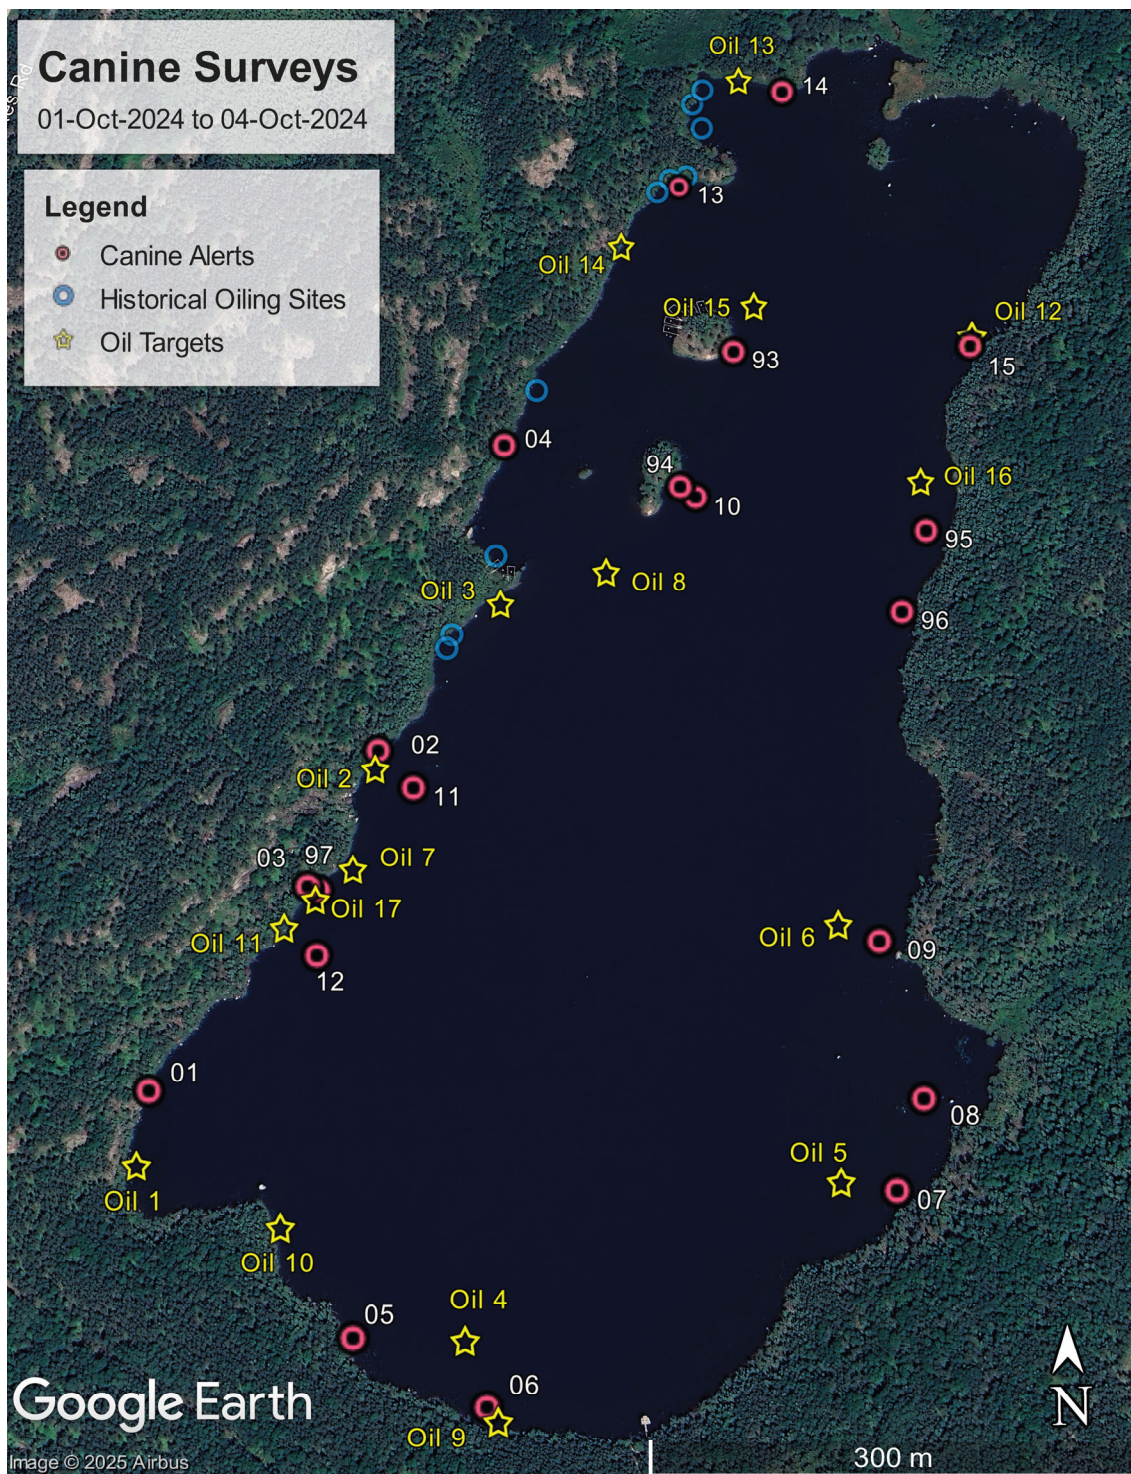 Canine Surveys
01-Oct-2024 to 04-Oct-2024
Legend
Canine Alerts
Historical Oiling Sites
Oil Targets
Oil 13
14
13
Oil 14
Oil 15
93
Oil 12
15
04
94
10
Oil 16
95
Oil 3
Oil 8
96
02
Oil 2
11
03
97
Oil 7
Oil 17
Oil 11
12
Oil 6
09
01
08
Oil 5
07
Oil 1
Oil 10
Oil 4
05
06
Oil 9
Google Earth
N
300 m
Image © 2025 Airbus